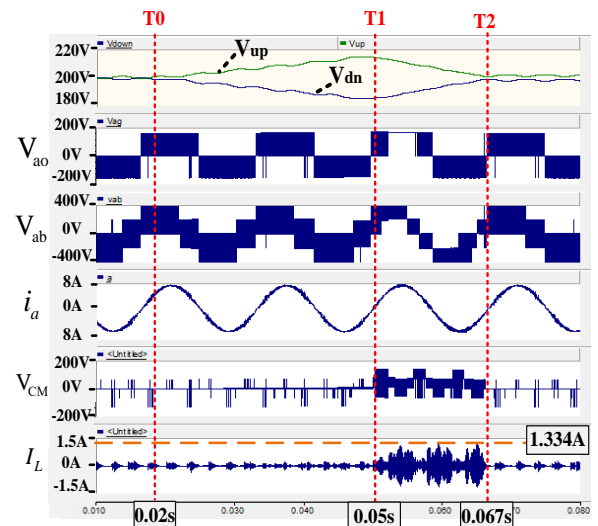 T0 T1 T2
Vdown Vup
220V
200V
180V
Vup
Vdn
Vag
200V
0V
-200V
Vao
vab
400V
0V
-400V
Vab
a
8A
0A
8A
ia
<Untitled>
200V
0V
-200V
VCM
<Untitled>
1.5A
0A
-1.5A
IL
1.334A
0.010 0.030 0.040 0.060 0.080
0.02s 0.05s 0.067s